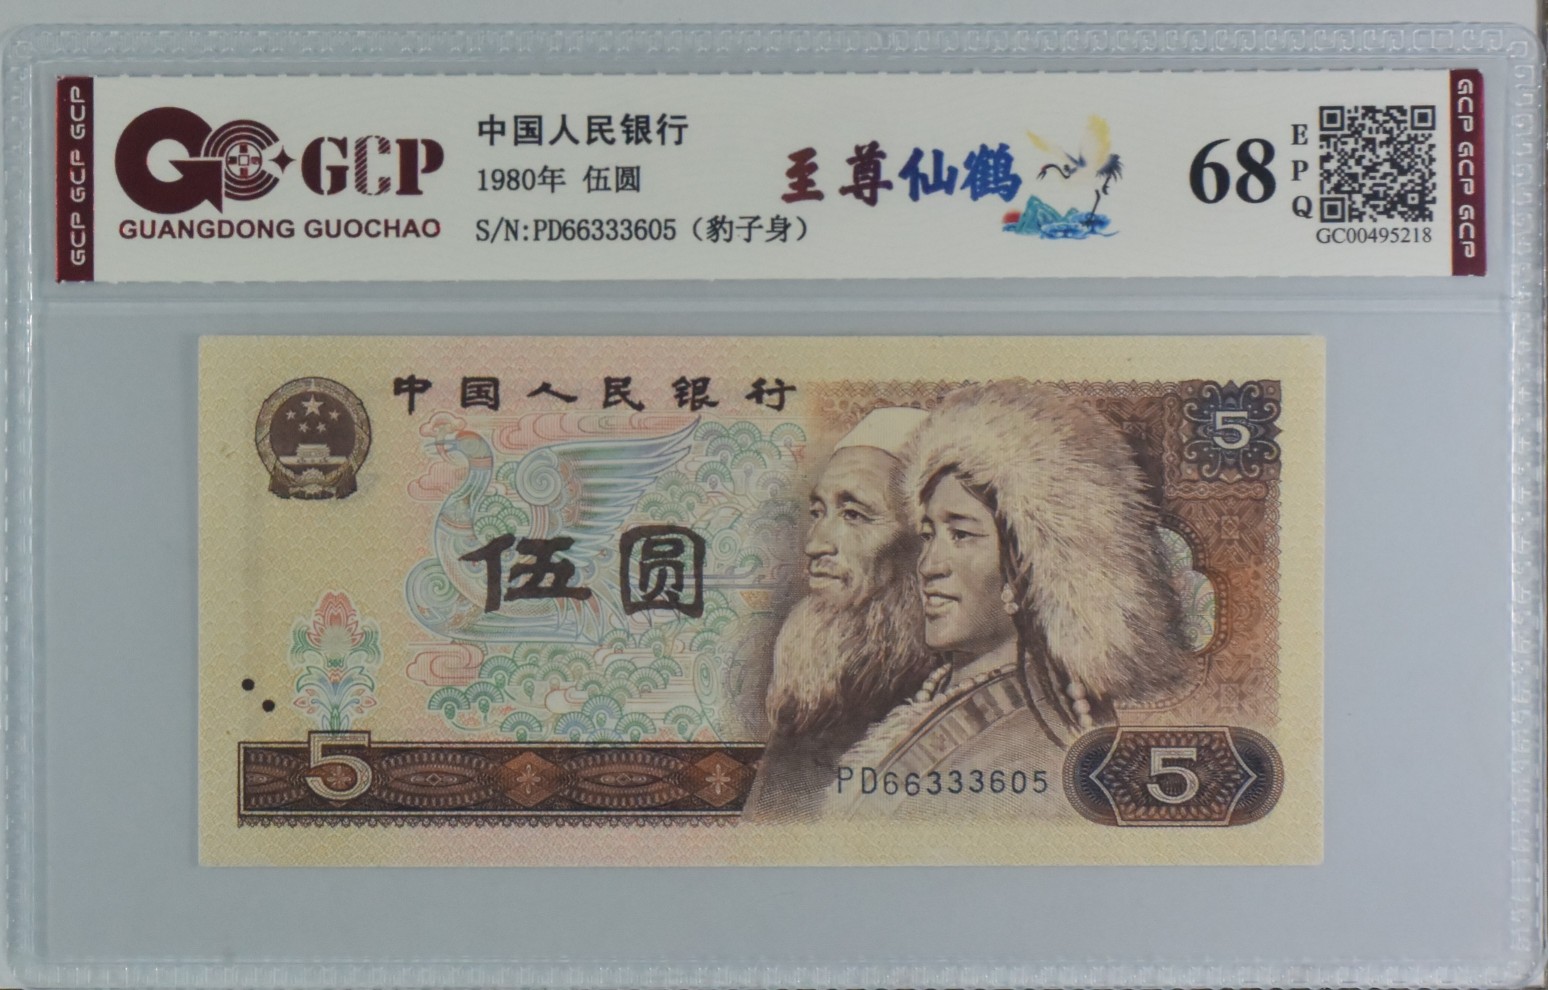 GCP GCP GCP
GCP
GUANGDONG GUOCHAO
中国人民银行
1980年 伍圆
S/N:PD66333605（豹子身）
至尊仙鹤
68
EPQ
GC00495218
GCP GCP GCP GCP
中国人民银行
5
伍圆
5
PD66333605
5